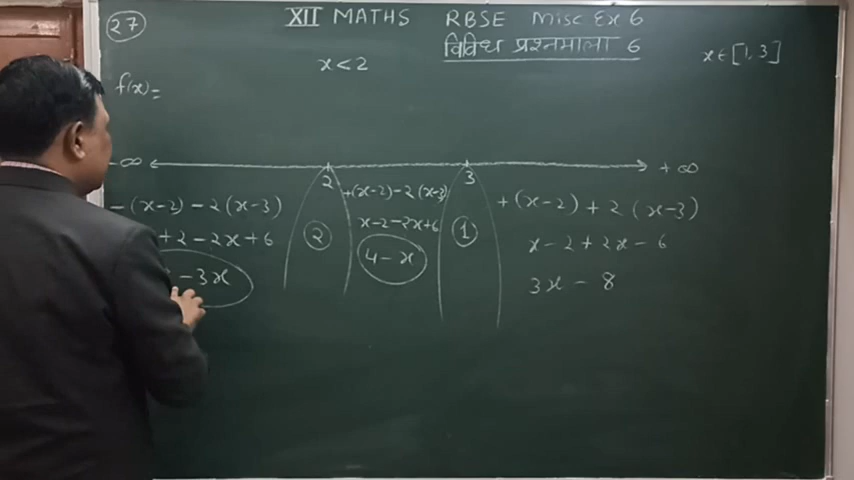 27 XII MATHS RBSE Misc Ex 6
विविध प्रश्नमाला 6
x<2 x ∈ [1, 3]
f(x)=
-∞ 2 3 +∞
-(x-2)-2(x-3) +(x-2)-2(x-3) +(x-2)+2(x-3)
+2-2x+6 2 x-2-2x+6 1 x-2+2x-6
-3x 4-x 3x-8